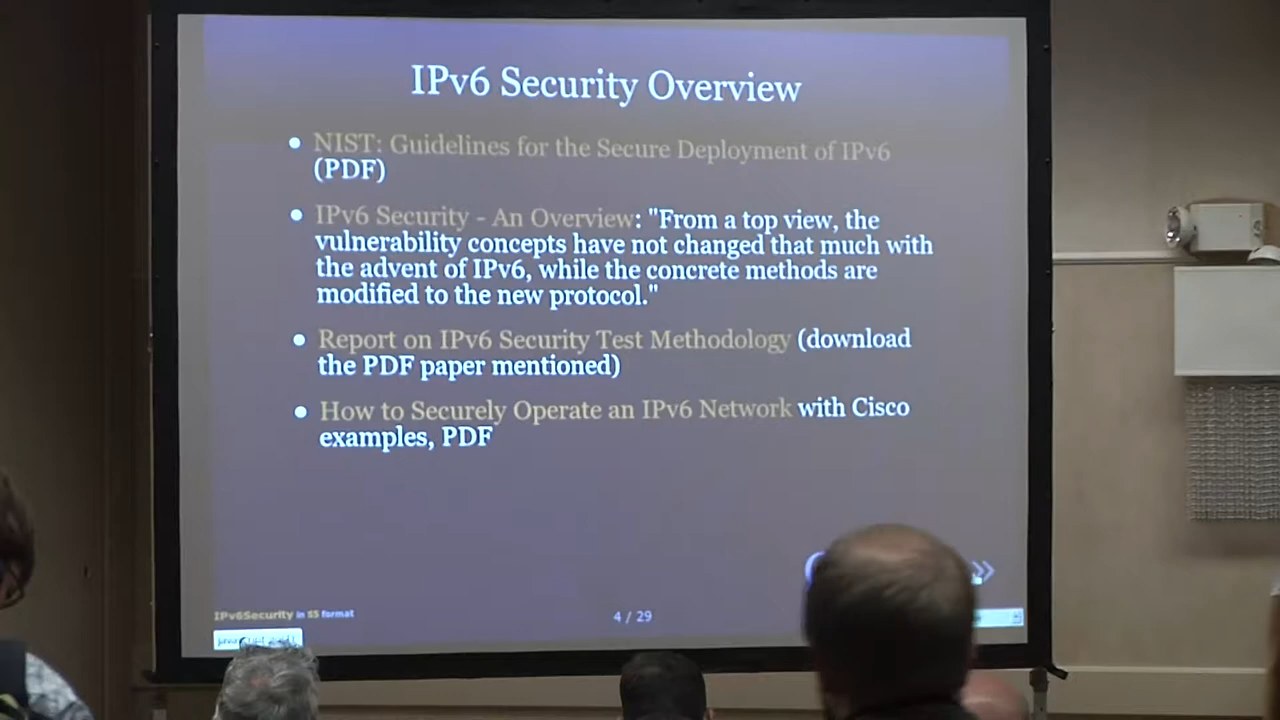 IPv6 Security Overview
NIST: Guidelines for the Secure Deployment of IPv6
(PDF)
IPv6 Security - An Overview: "From a top view, the
vulnerability concepts have not changed that much with
the advent of IPv6, while the concrete methods are
modified to the new protocol."
Report on IPv6 Security Test Methodology (download
the PDF paper mentioned)
How to Securely Operate an IPv6 Network with Cisco
examples, PDF
IPv6Security in S5 format
4 / 29